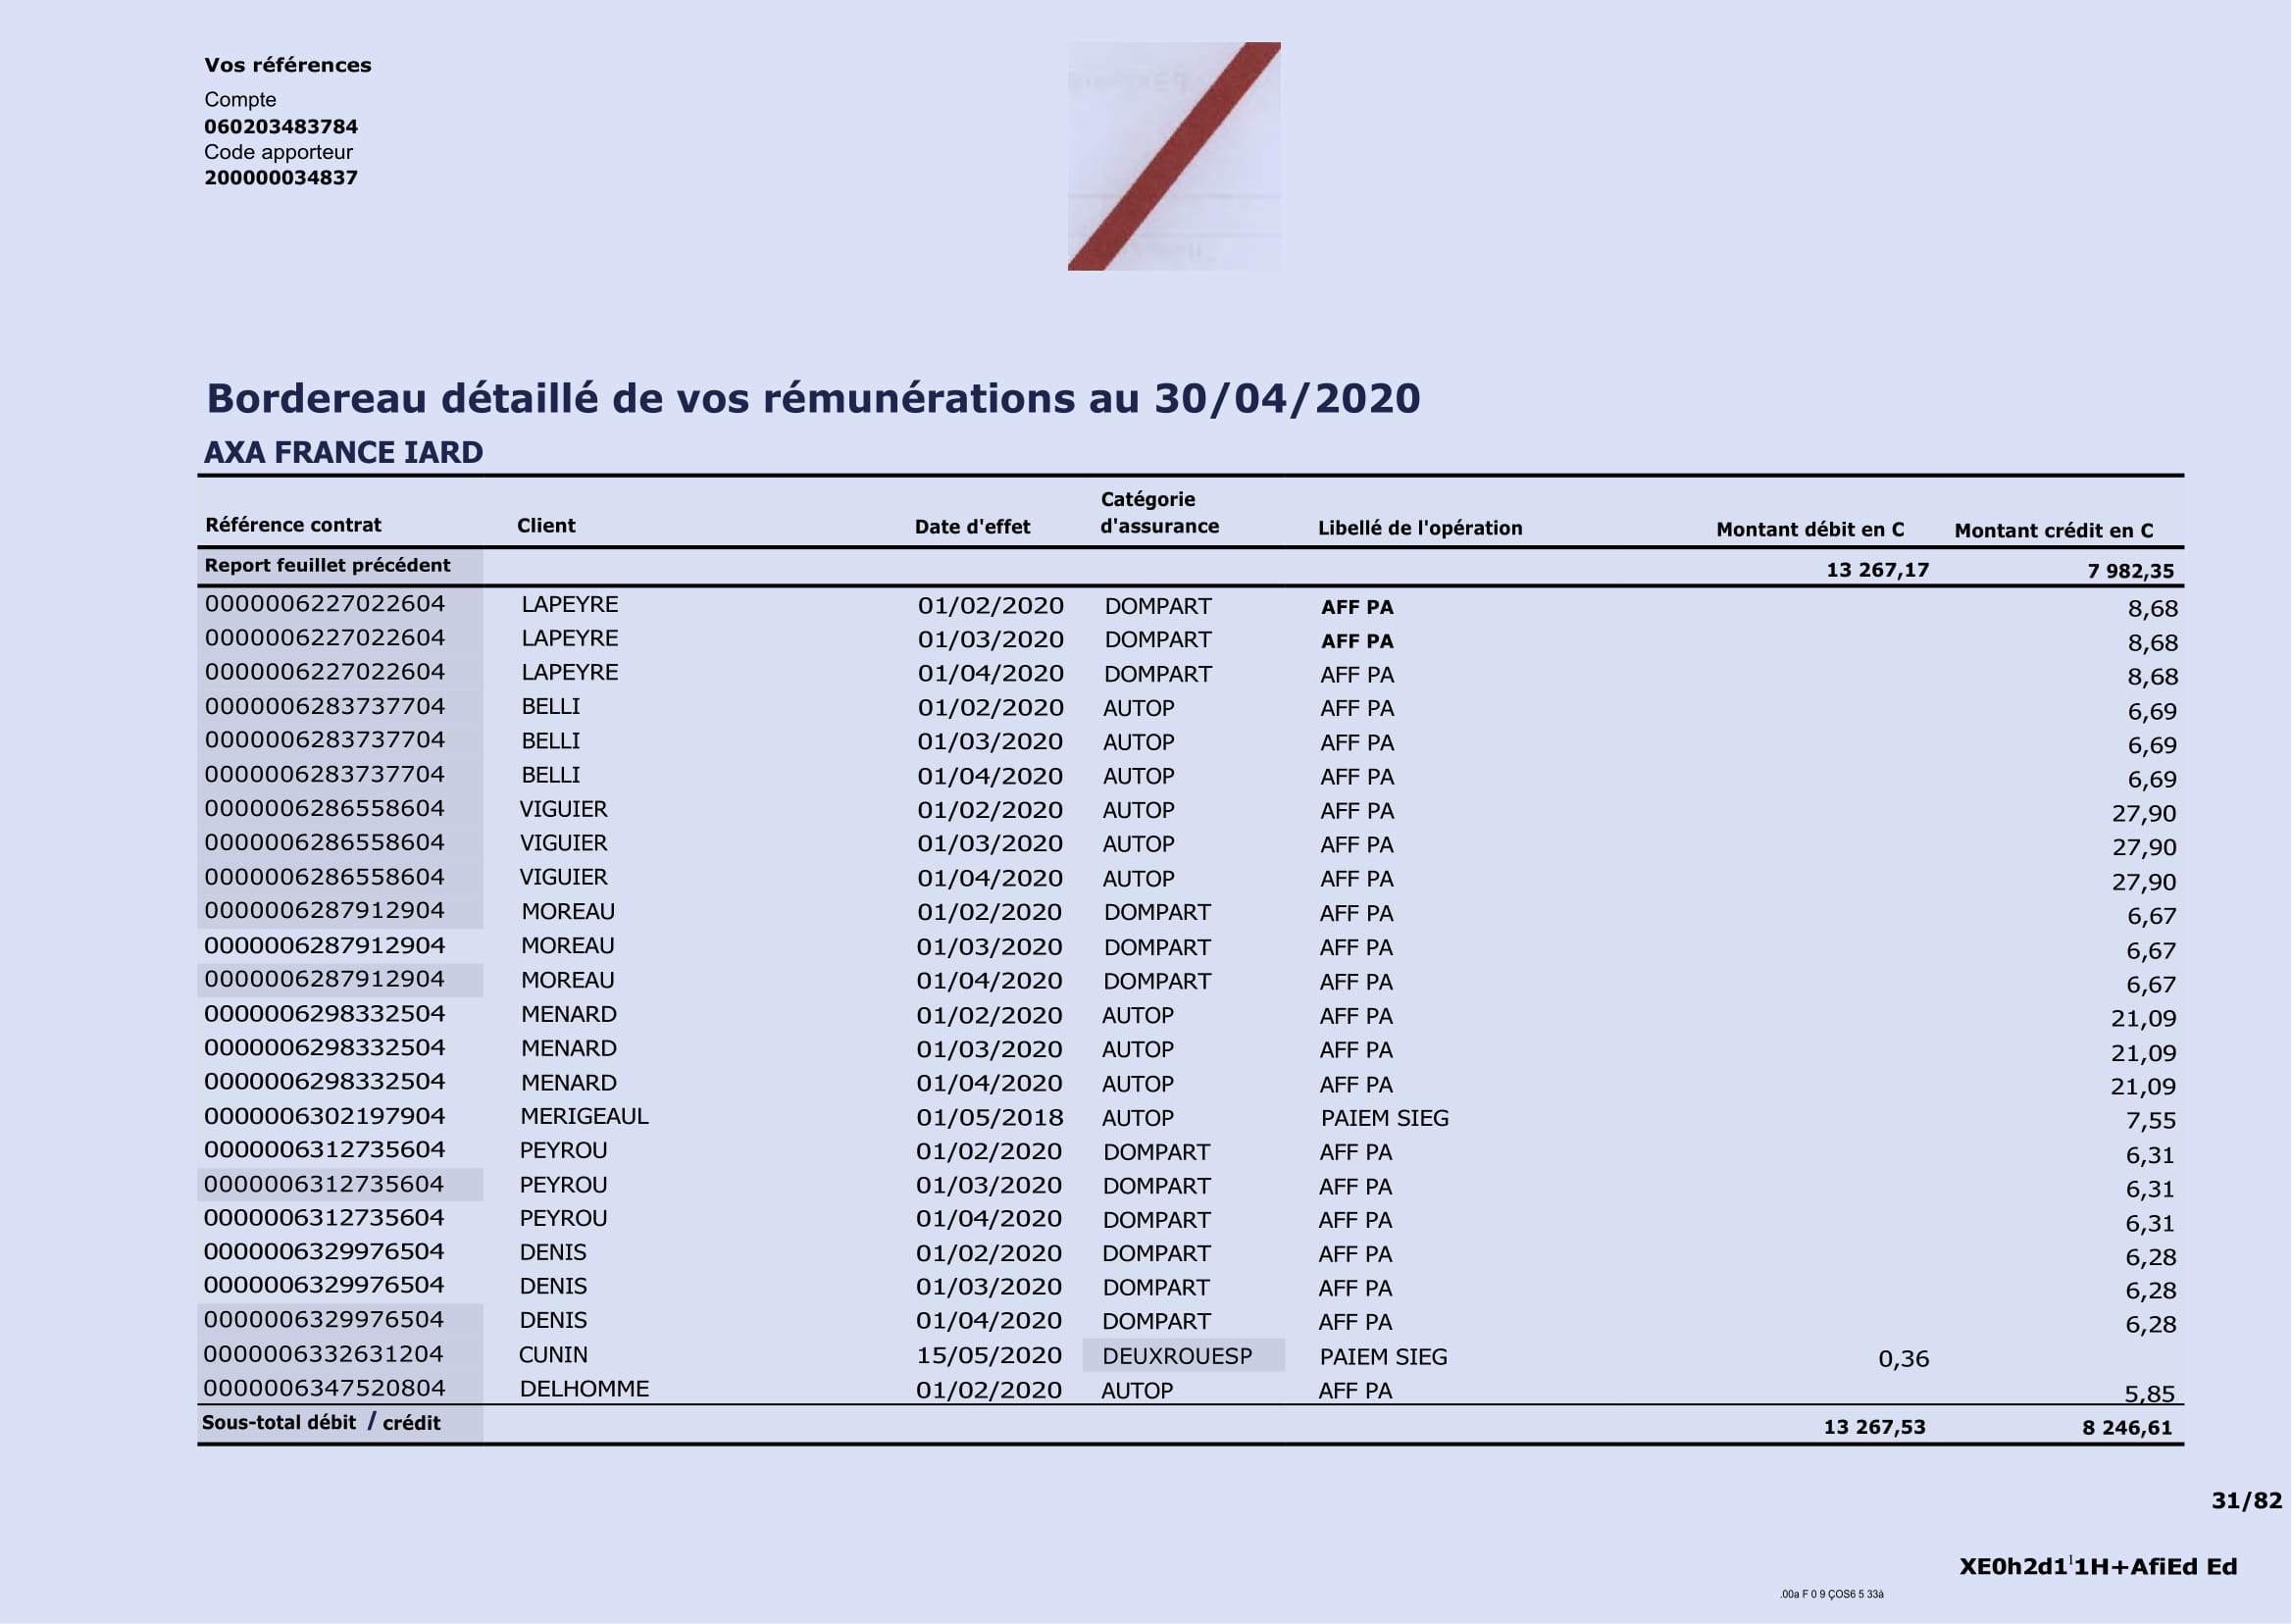 Vos références
Compte
060203483784
Code apporteur
200000034837
Bordereau détaillé de vos rémunérations au 30/04/2020
AXA FRANCE IARD
Référence contrat Client Date d'effet Catégorie d'assurance Libellé de l'opération Montant débit en C Montant crédit en C
Report feuillet précédent 13 267,17 7 982,35
0000006227022604 LAPEYRE 01/02/2020 DOMPART AFF PA 8,68
0000006227022604 LAPEYRE 01/03/2020 DOMPART AFF PA 8,68
0000006227022604 LAPEYRE 01/04/2020 DOMPART AFF PA 8,68
0000006283737704 BELLI 01/02/2020 AUTOP AFF PA 6,69
0000006283737704 BELLI 01/03/2020 AUTOP AFF PA 6,69
0000006283737704 BELLI 01/04/2020 AUTOP AFF PA 6,69
0000006286558604 VIGUIER 01/02/2020 AUTOP AFF PA 27,90
0000006286558604 VIGUIER 01/03/2020 AUTOP AFF PA 27,90
0000006286558604 VIGUIER 01/04/2020 AUTOP AFF PA 27,90
0000006287912904 MOREAU 01/02/2020 DOMPART AFF PA 6,67
0000006287912904 MOREAU 01/03/2020 DOMPART AFF PA 6,67
0000006287912904 MOREAU 01/04/2020 DOMPART AFF PA 6,67
0000006298332504 MENARD 01/02/2020 AUTOP AFF PA 21,09
0000006298332504 MENARD 01/03/2020 AUTOP AFF PA 21,09
0000006298332504 MENARD 01/04/2020 AUTOP AFF PA 21,09
0000006302197904 MERIGEAUL 01/05/2018 AUTOP PAIEM SIEG 7,55
0000006312735604 PEYROU 01/02/2020 DOMPART AFF PA 6,31
0000006312735604 PEYROU 01/03/2020 DOMPART AFF PA 6,31
0000006312735604 PEYROU 01/04/2020 DOMPART AFF PA 6,31
0000006329976504 DENIS 01/02/2020 DOMPART AFF PA 6,28
0000006329976504 DENIS 01/03/2020 DOMPART AFF PA 6,28
0000006329976504 DENIS 01/04/2020 DOMPART AFF PA 6,28
0000006332631204 CUNIN 15/05/2020 DEUXROUESP PAIEM SIEG 0,36
0000006347520804 DELHOMME 01/02/2020 AUTOP AFF PA 5,85
Sous-total débit / crédit 13 267,53 8 246,61
31/82
XE0h2d1¹1H+AfiEd Ed
.00a F 0 9 ÇOS6 5 33à